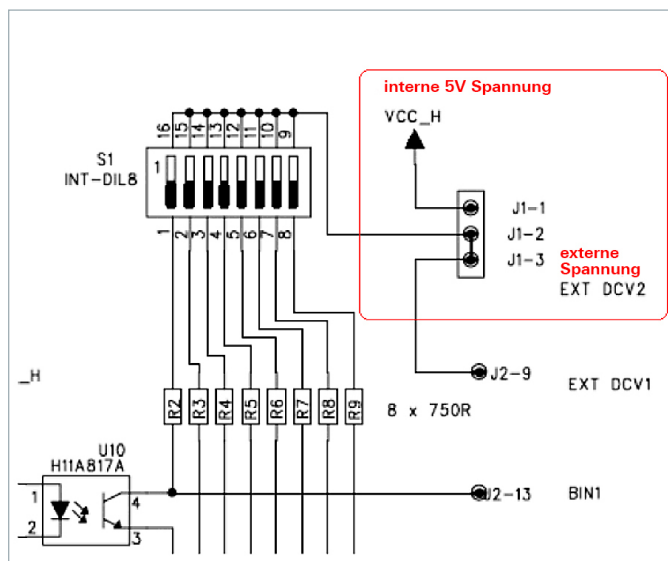 interne 5V Spannung
VCC_H
16 15 14 13 12 11 10 9
S1
INT-DIL8
1
1 2 3 4 5 6 7 8
J1-1
J1-2
J1-3
externe
Spannung
EXT DCV2
_H
J2-9
EXT DCV1
R2 R3 R4 R5 R6 R7 R8 R9
8 x 750R
U10
H11A817A
1
4
J2-13
BIN1
2
3